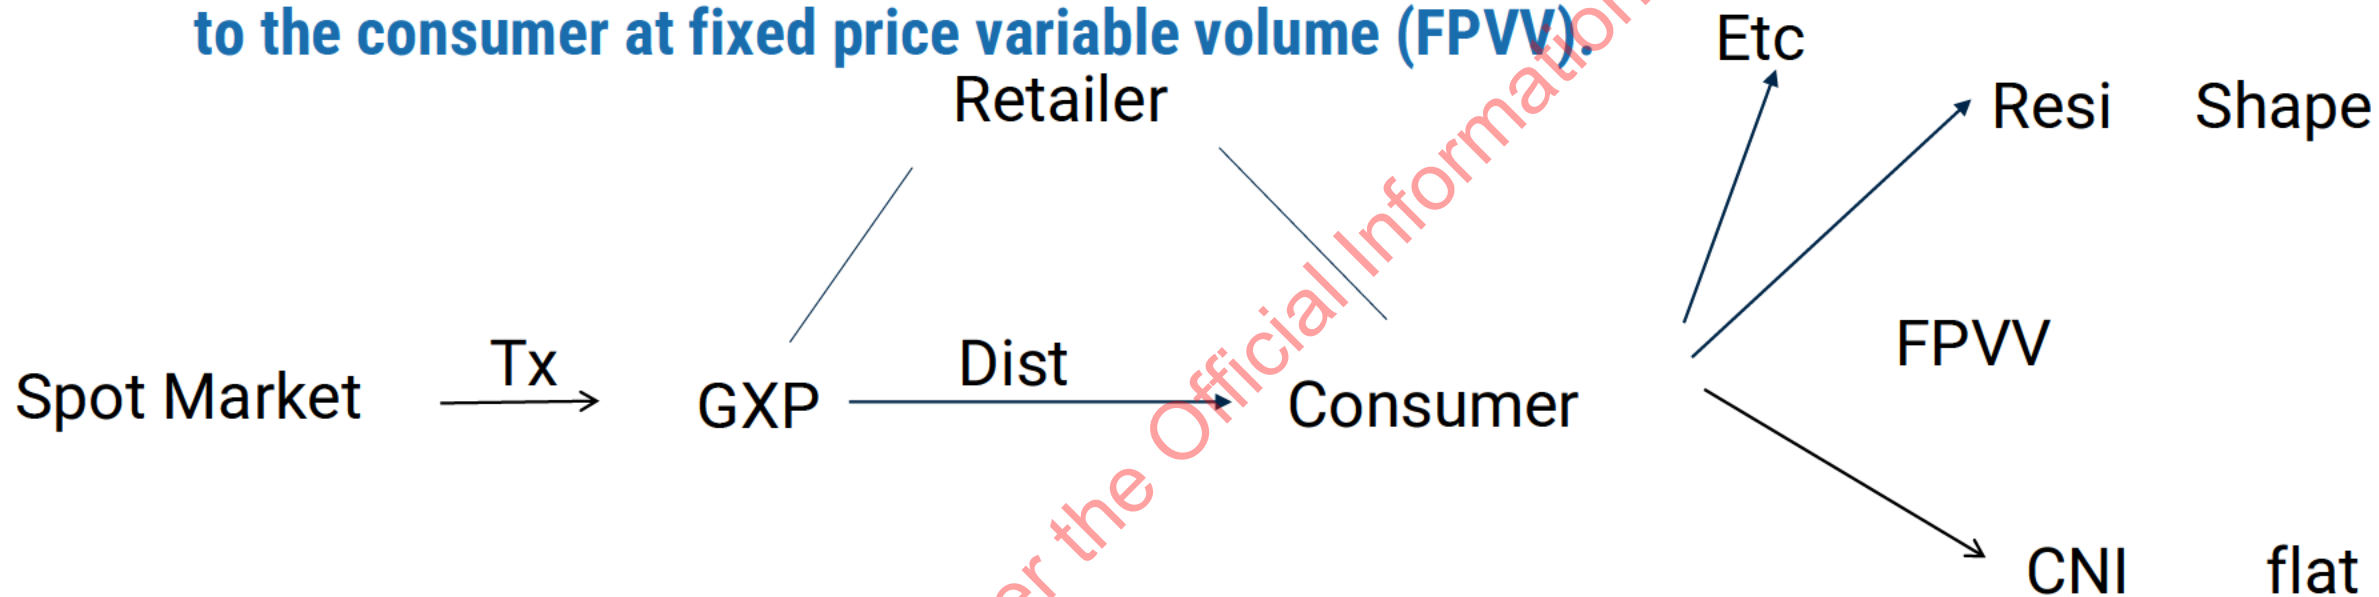 to the consumer at fixed price variable volume (FPVV).
Etc
Retailer
Resi Shape
Tx
Dist
FPVV
Spot Market
GXP
Consumer
CNI flat
the Official Information